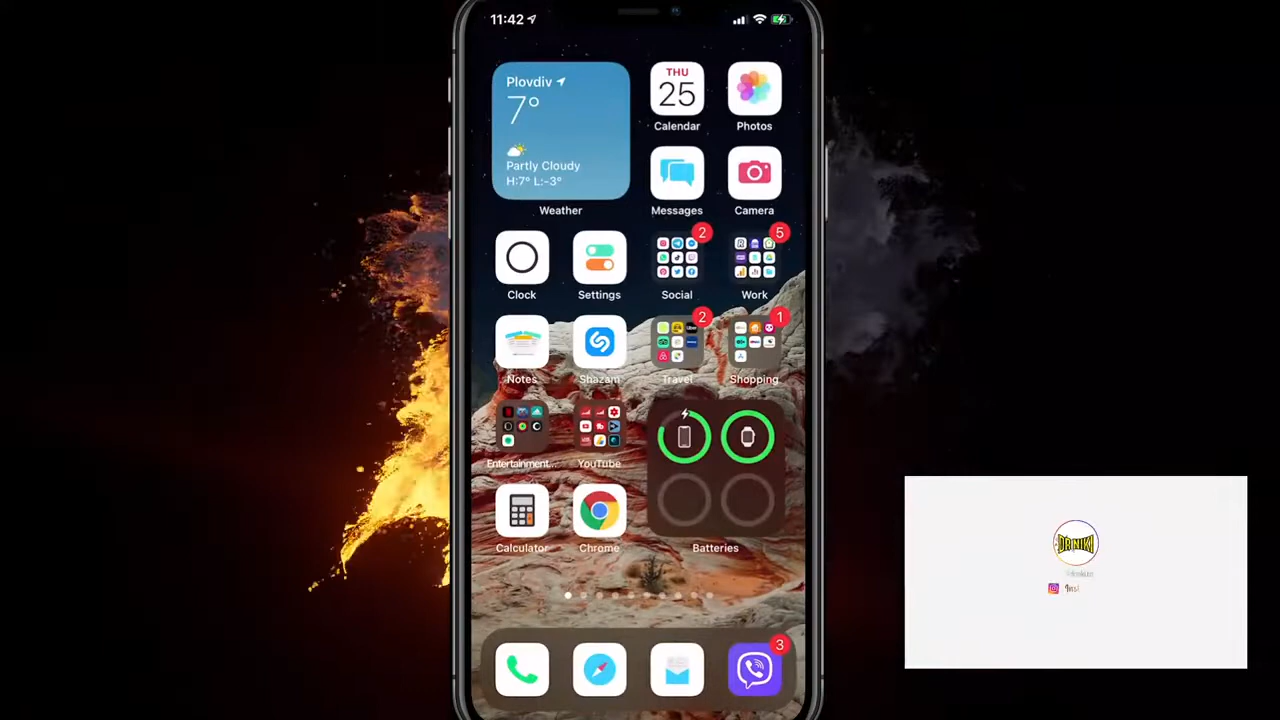 11:42
Plovdiv
7°
Partly Cloudy
H:7° L:-3°
Weather
THU
25
Calendar
Photos
Messages
Camera
Clock
Settings
2
Social
5
Work
Notes
Shazam
2
Travel
1
Shopping
Entertainment...
YouTube
Calculator
Chrome
Batteries
3